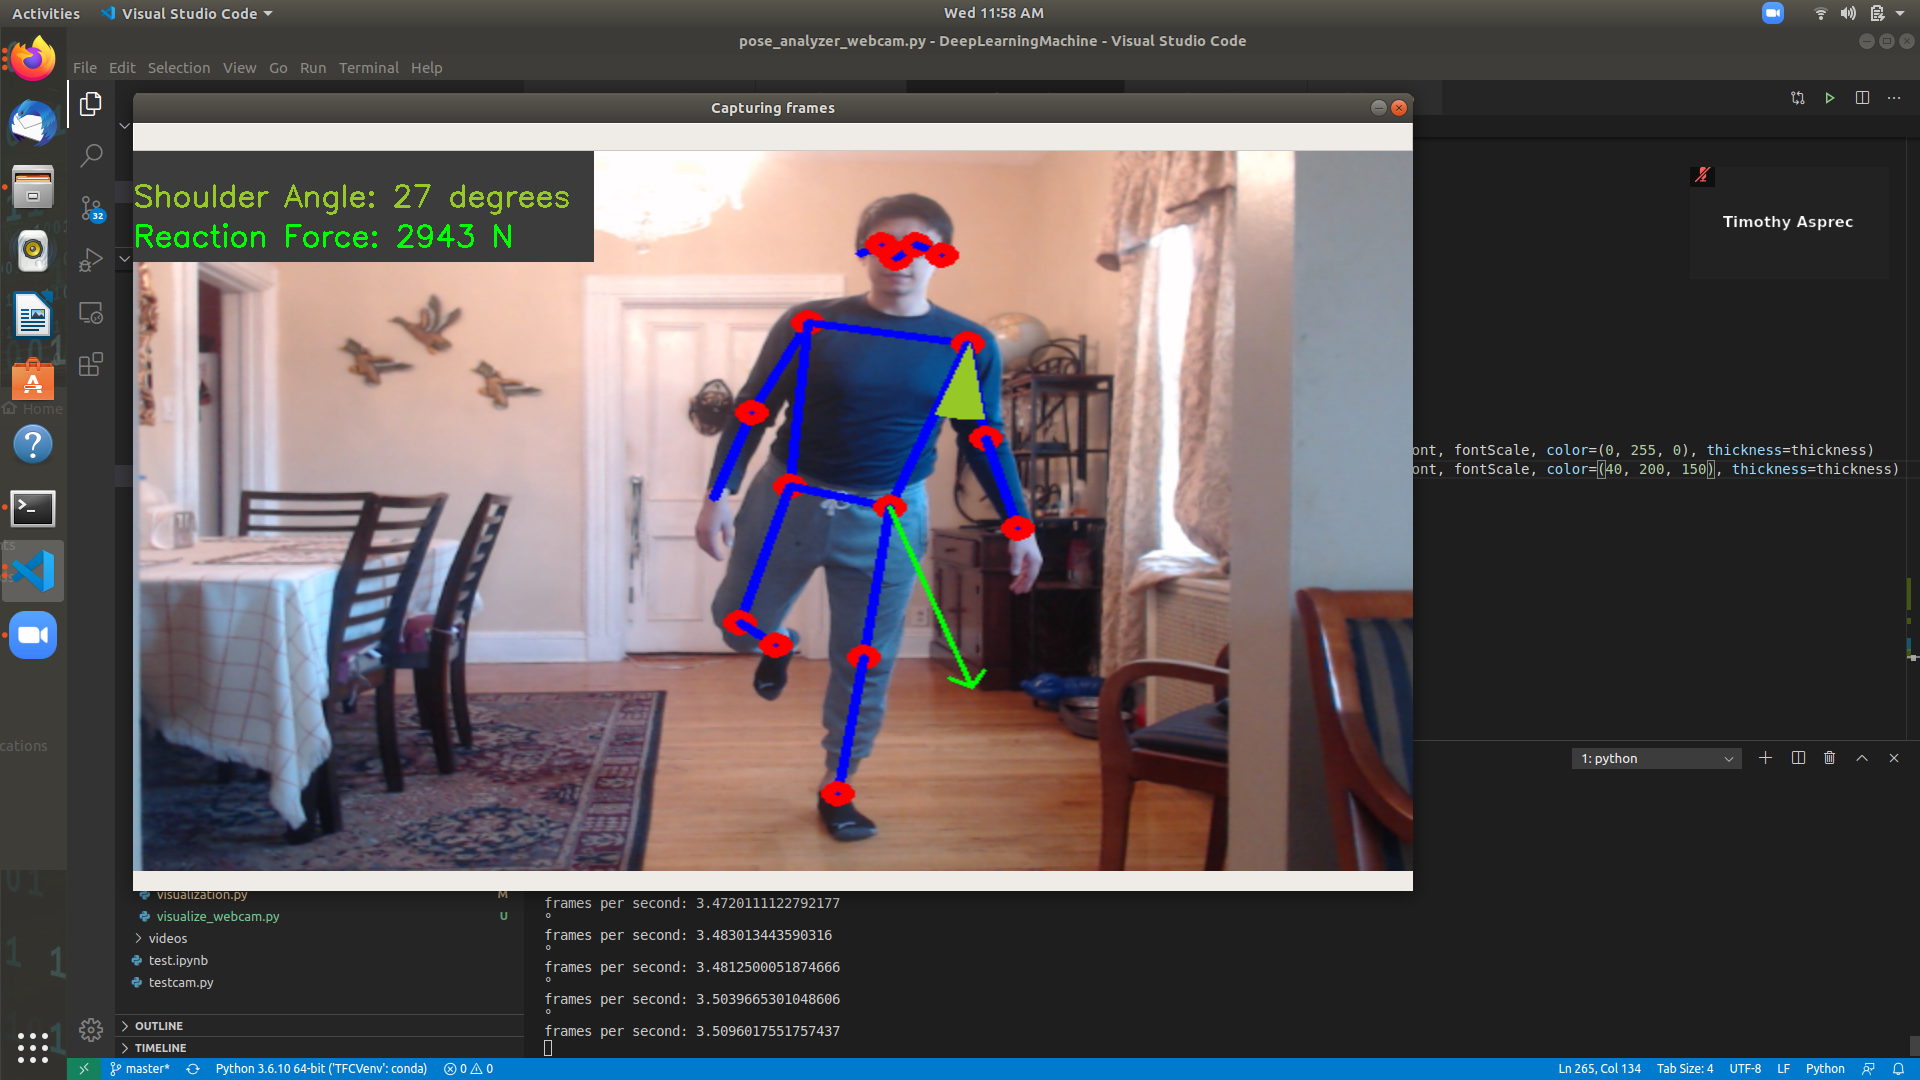 Activities
Visual Studio Code
Wed 11:58 AM
pose_analyzer_webcam.py - DeepLearningMachine - Visual Studio Code
File Edit Selection View Go Run Terminal Help
Capturing frames
Shoulder Angle: 27 degrees
Reaction Force: 2943 N
32
Timothy Asprec
Home
ont, fontScale, color=(0, 255, 0), thickness=thickness)
ont, fontScale, color=(40, 200, 150), thickness=thickness)
nts
cations
1: python
visualization.py M
visualize_webcam.py U
videos
test.ipynb
testcam.py
OUTLINE
TIMELINE
frames per second: 3.4720111122792177
°
frames per second: 3.483013443590316
°
frames per second: 3.4812500051874666
°
frames per second: 3.5039665301048606
°
frames per second: 3.5096017551757437
master*
Python 3.6.10 64-bit ('TFCVenv': conda)
0 0
Ln 265, Col 134
Tab Size: 4
UTF-8
LF
Python